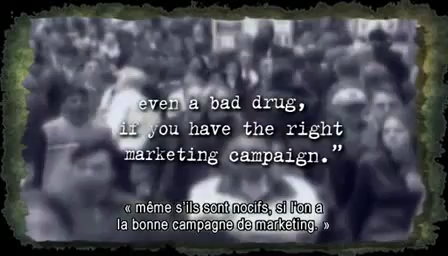 even a bad drug,
if you have the right
marketing campaign.”
« même s'ils sont nocifs, si l'on a
la bonne campagne de marketing. »